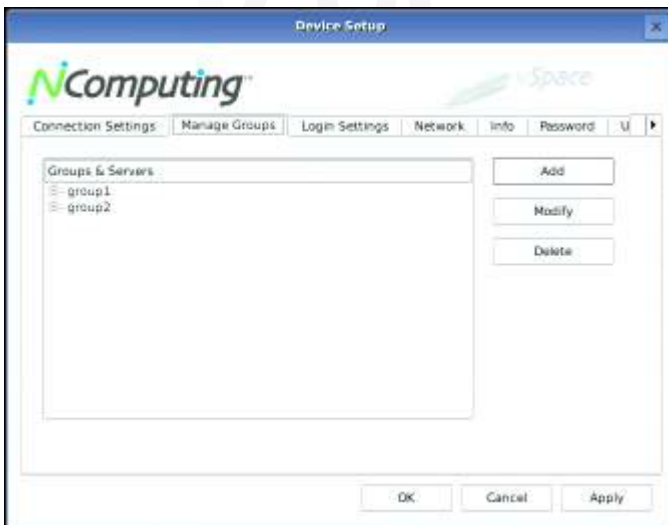 Device Setup
NComputing
vSpace
Connection Settings Manage Groups Login Settings Network Info Password U
Groups & Servers
group1
group2
Add
Modify
Delete
OK Cancel Apply